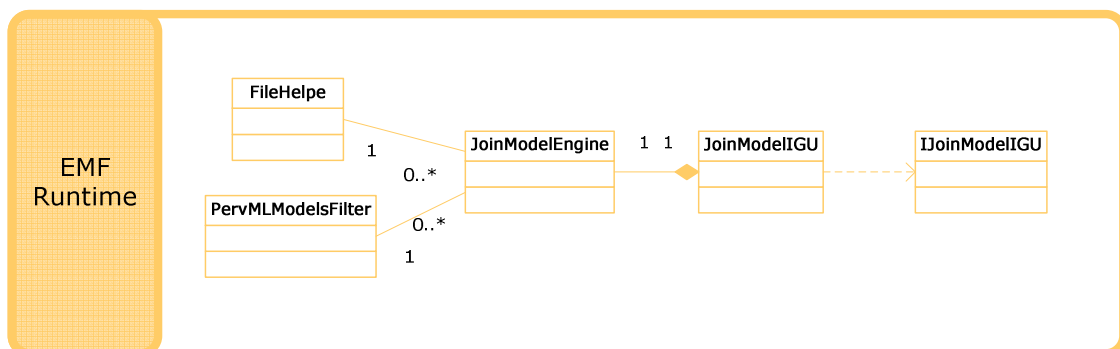 EMF
Runtime
FileHelpe
1
0..*
PervMLModelsFilter
0..*
1
JoinModelEngine
1 1
JoinModelIGU
IJoinModelIGU